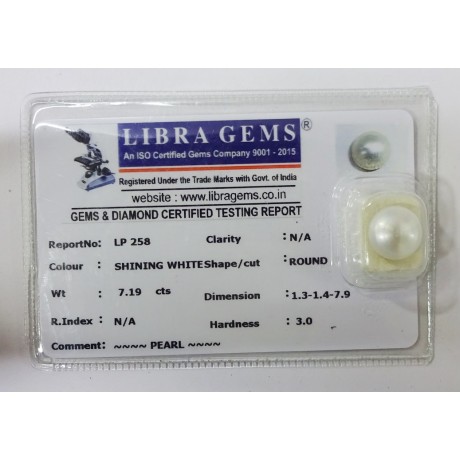 LIBRA GEMS®
An ISO Certified Gems Company 9001 - 2015
Registered Under the Trade Marks with Govt. of India
website : www.libragems.co.in
GEMS & DIAMOND CERTIFIED TESTING REPORT
ReportNo: LP 258 Clarity : N/A
Colour : SHINING WHITE Shape/cut : ROUND
Wt : 7.19 cts Dimension : 1.3-1.4-7.9
R.Index : N/A Hardness : 3.0
Comment: ~~~~ PEARL ~~~~